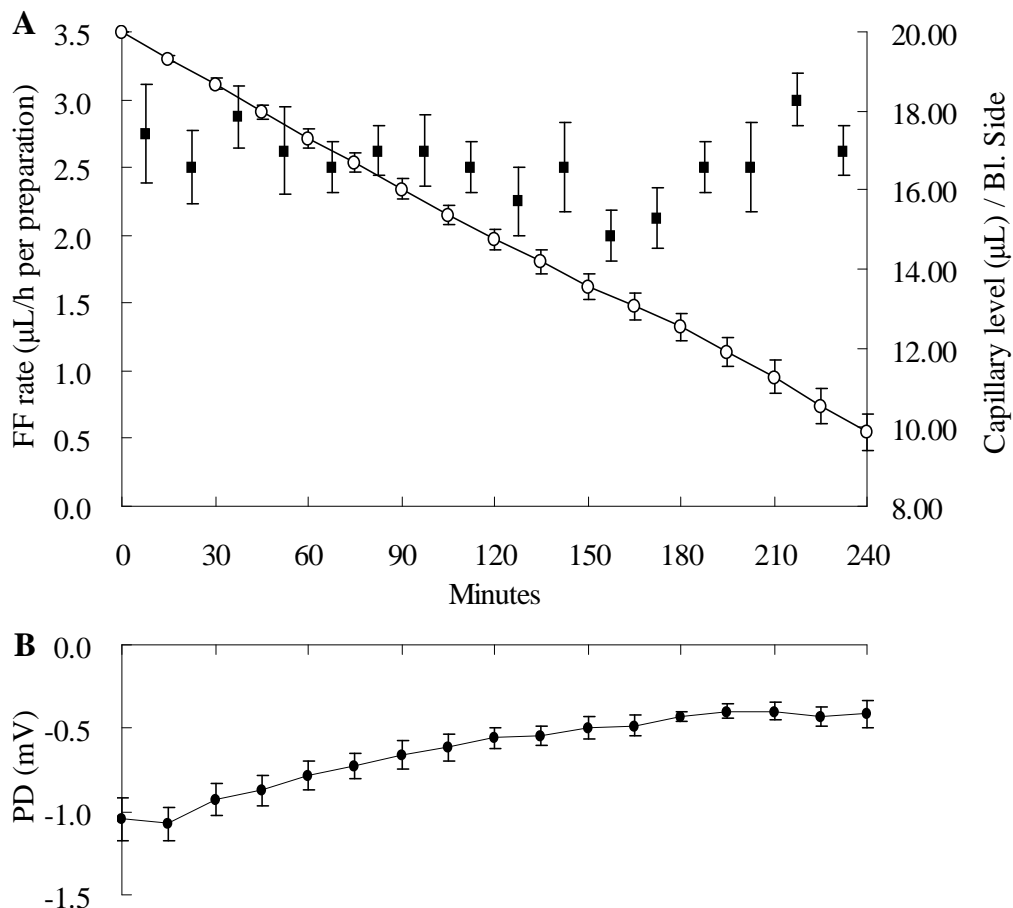 A
3.5
3.0
2.5
2.0
1.5
1.0
0.5
0.0
FF rate (µL/h per preparation)
20.00
18.00
16.00
14.00
12.00
10.00
8.00
Capillary level (µL) / Bl. Side
0 30 60 90 120 150 180 210 240
Minutes
B
0.0
-0.5
-1.0
-1.5
PD (mV)